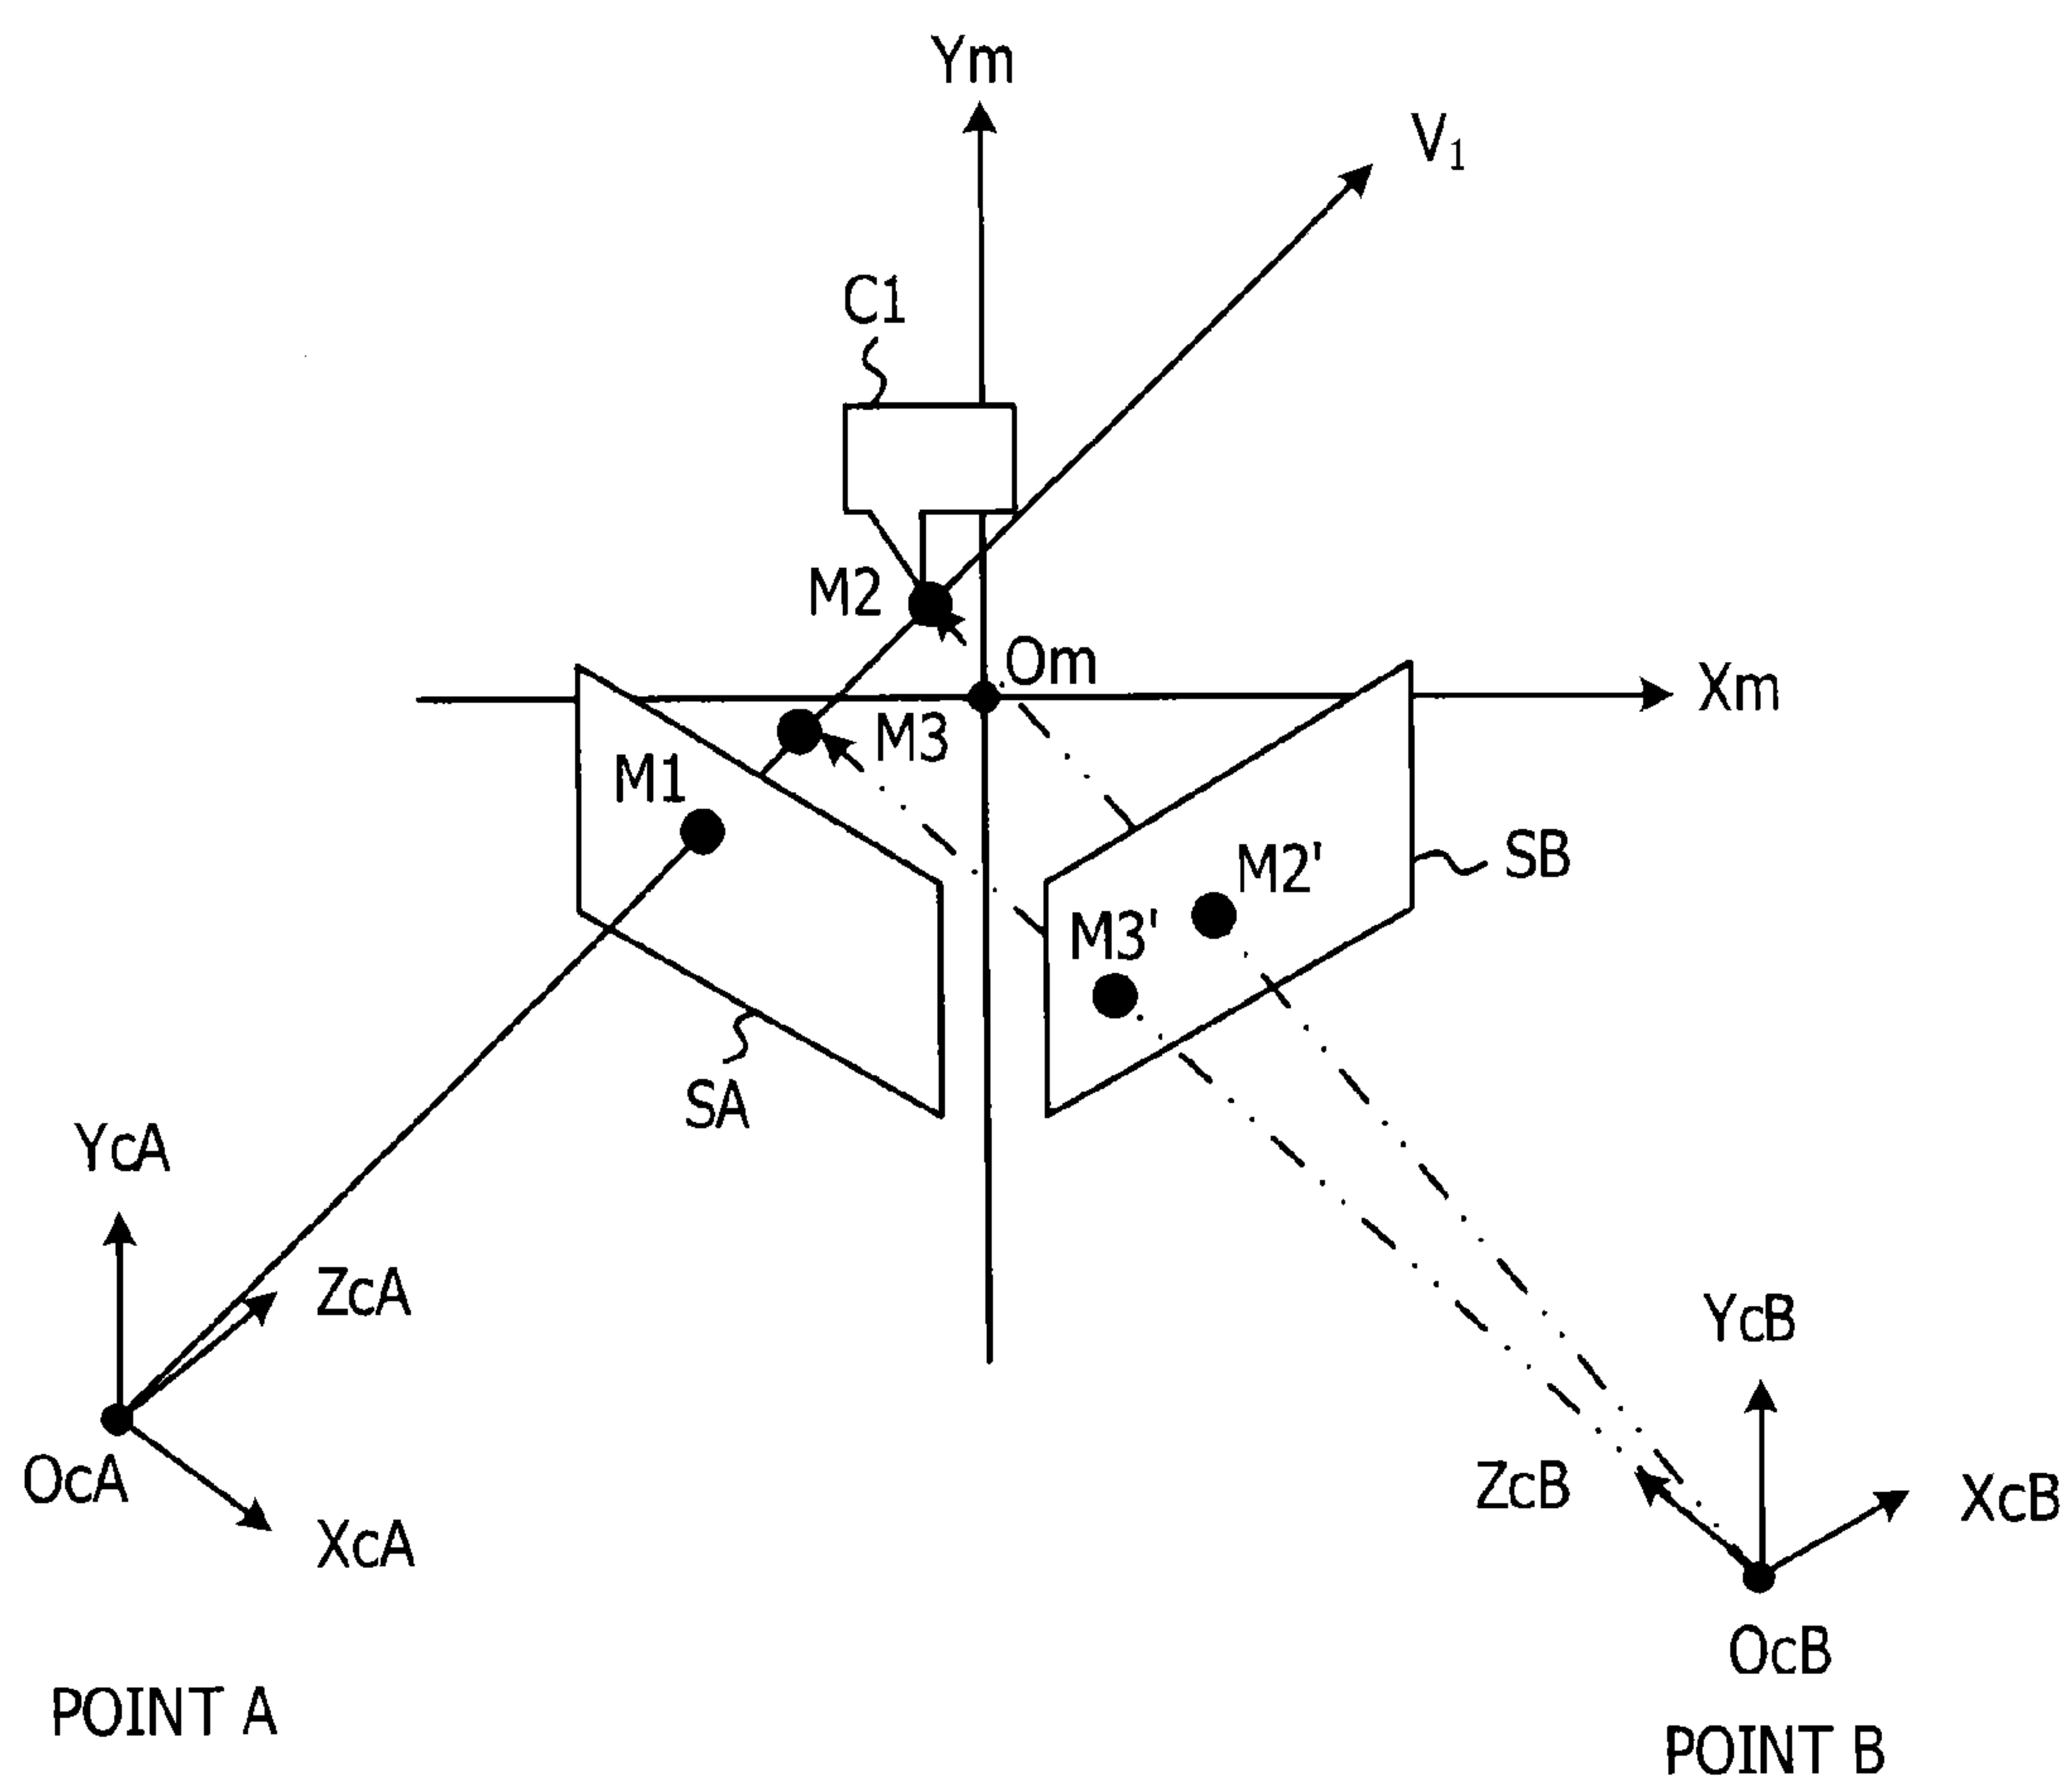 Ym
V1
C1
M2
Om
Xm
M3
M1
SB
M2'
M3'
SA
YcA
ZcA
YcB
OcA
ZcB
XcB
XcA
OcB
POINT A
POINT B